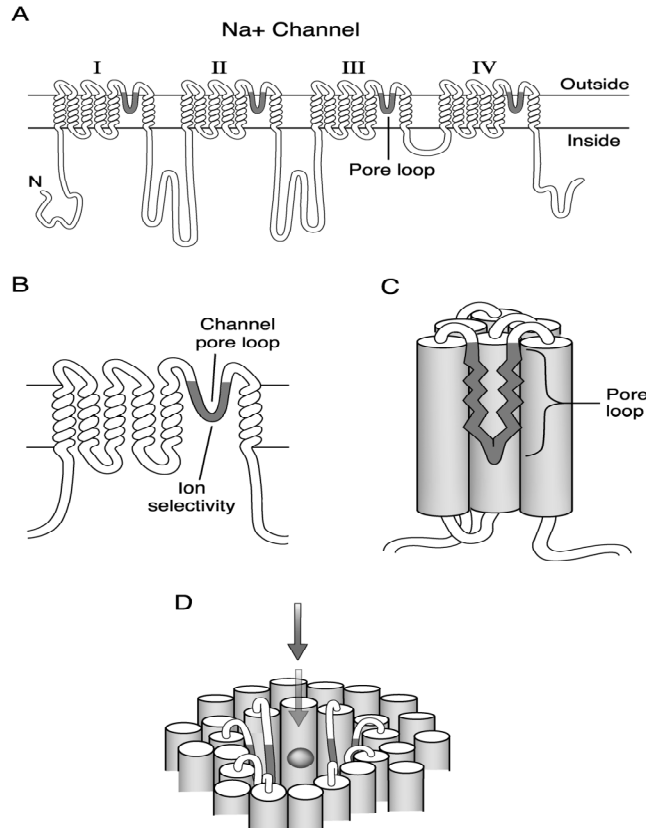 A
Na+ Channel
I II III IV
Outside
Inside
N
Pore loop
B
Channel
pore loop
Ion
selectivity
C
Pore
loop
D